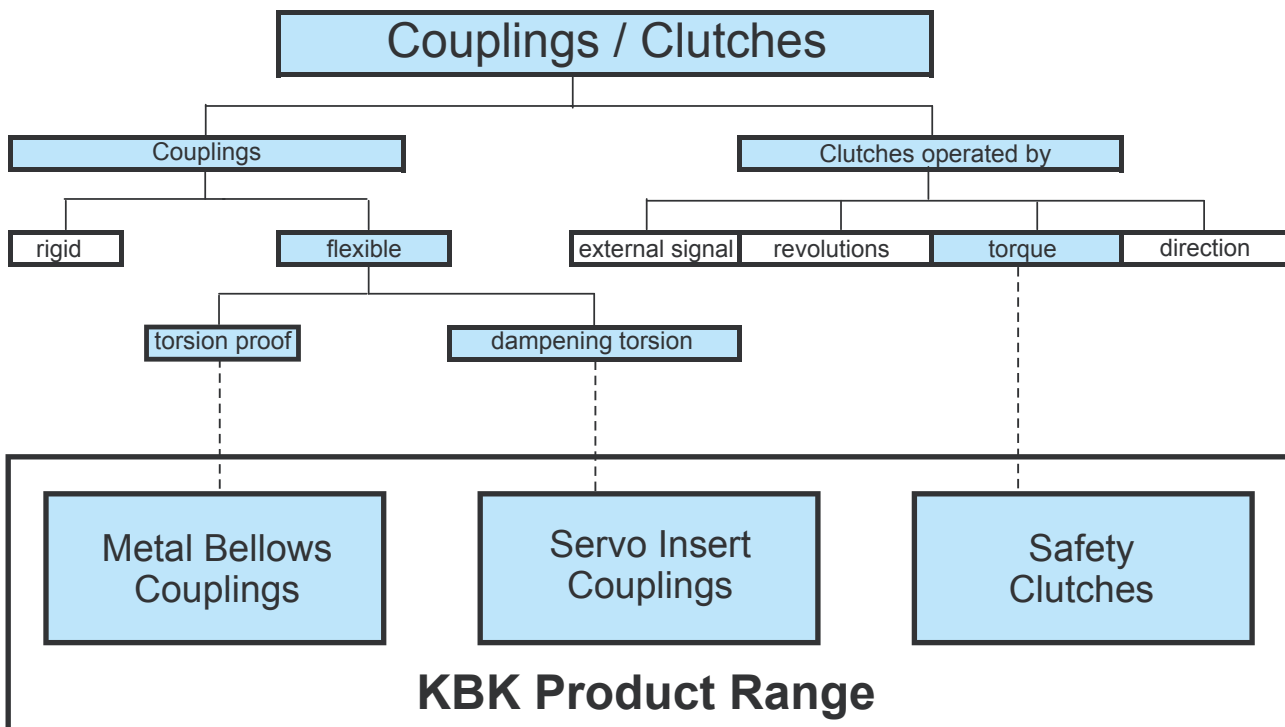 Couplings / Clutches
Couplings
Clutches operated by
rigid
flexible
external signal
revolutions
torque
direction
torsion proof
dampening torsion
Metal Bellows
Couplings
Servo Insert
Couplings
Safety
Clutches
KBK Product Range